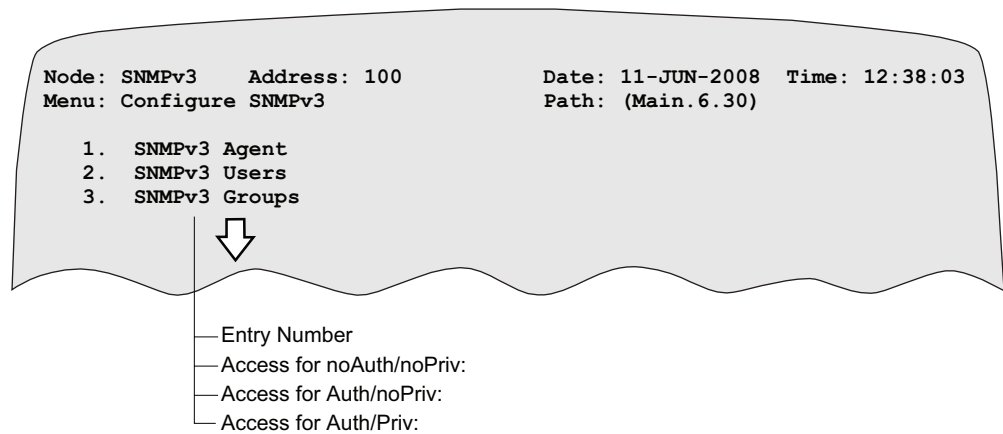 Node: SNMPv3 Address: 100 Date: 11-JUN-2008 Time: 12:38:03
Menu: Configure SNMPv3 Path: (Main.6.30)
1. SNMPv3 Agent
2. SNMPv3 Users
3. SNMPv3 Groups
Entry Number
Access for noAuth/noPriv:
Access for Auth/noPriv:
Access for Auth/Priv: